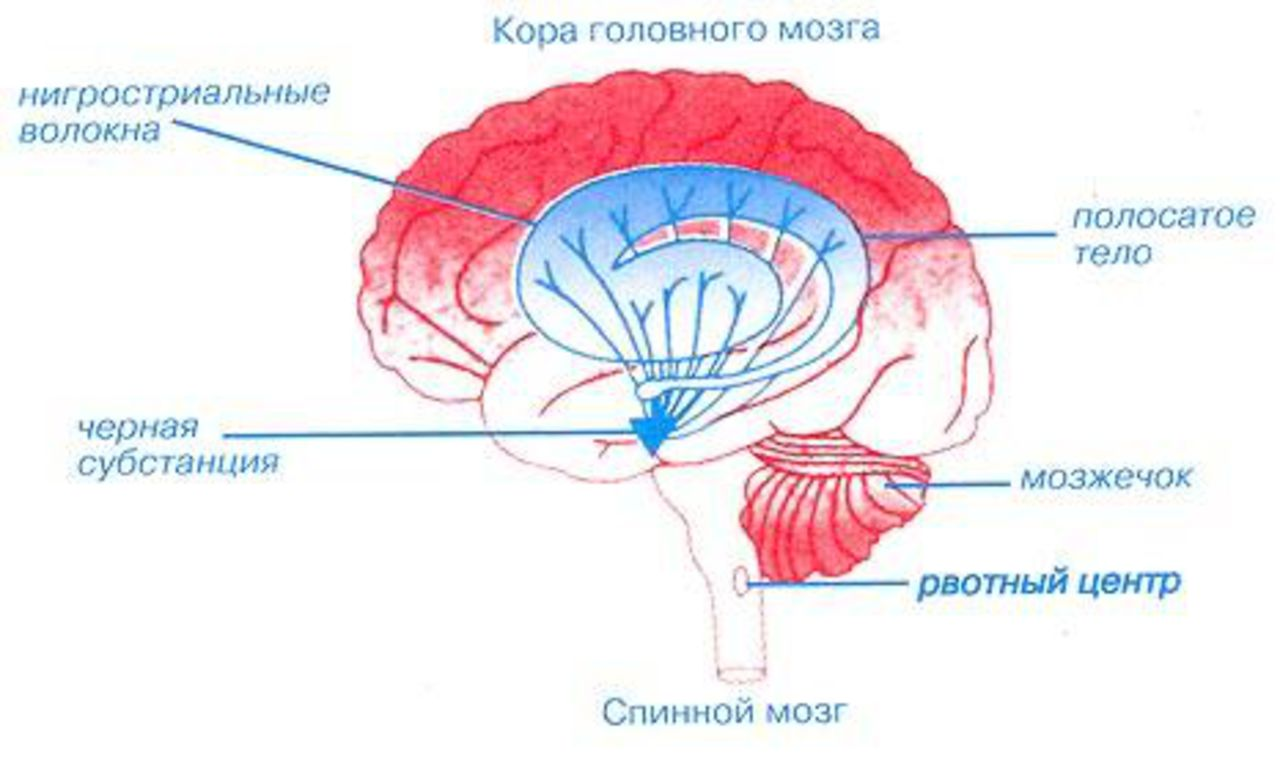 Кора головного мозга
нигростриальные
волокна
полосатое
тело
черная
субстанция
мозжечок
рвотный центр
Спинной мозг